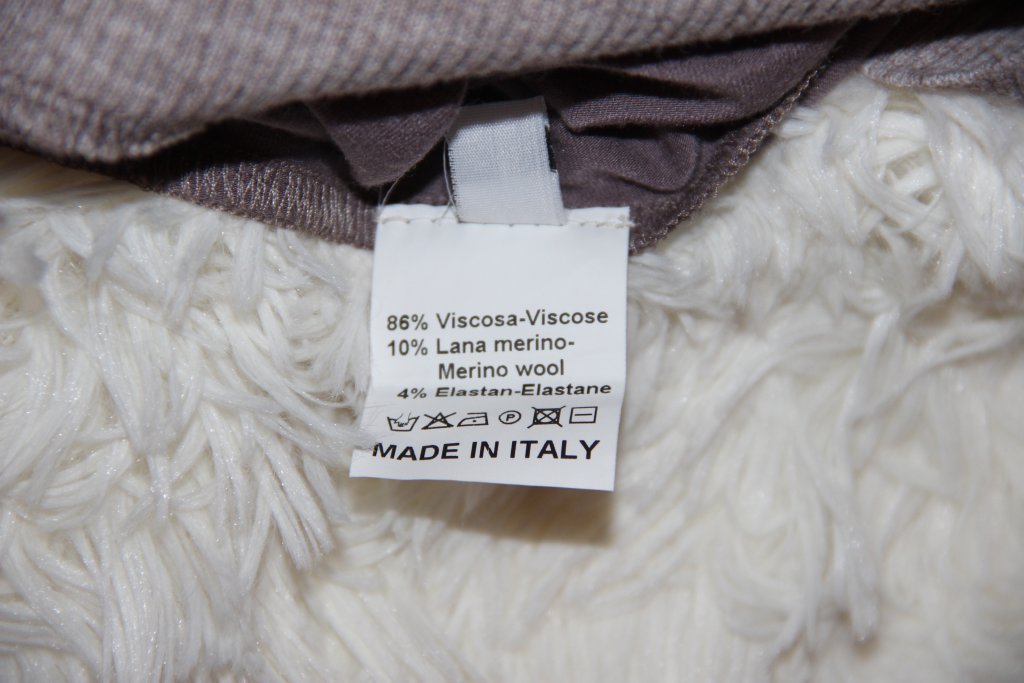 86% Viscosa-Viscose
10% Lana merino-
Merino wool
4% Elastan-Elastane
P
MADE IN ITALY